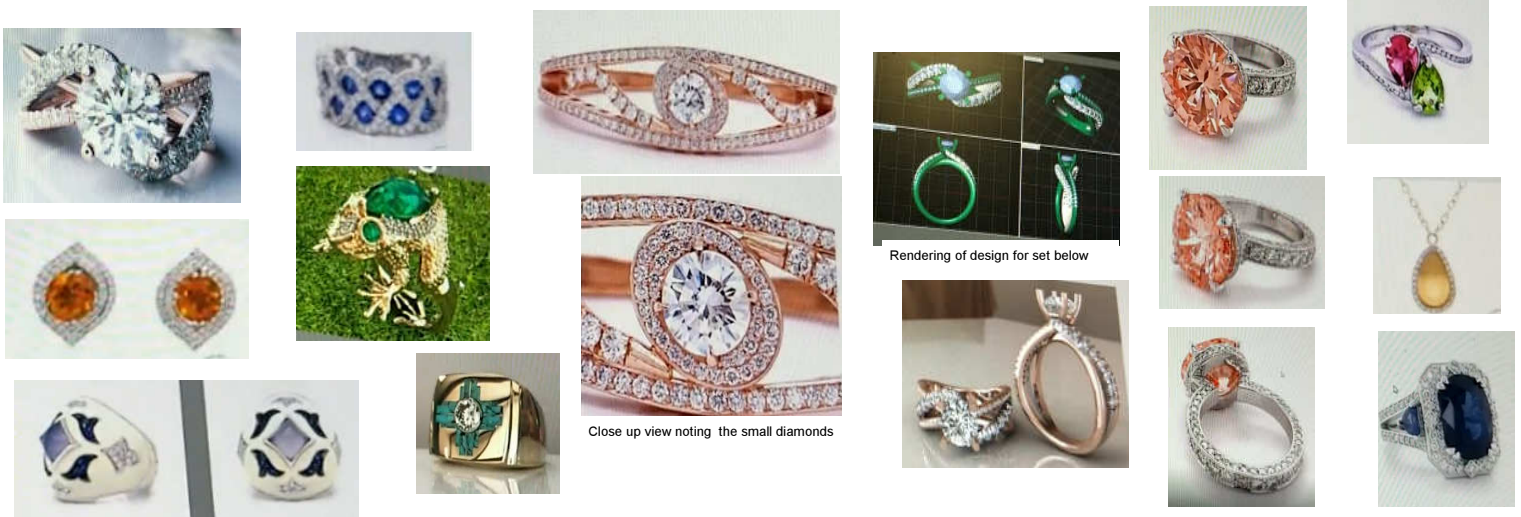 Rendering of design for set below
Close up view noting  the small diamonds